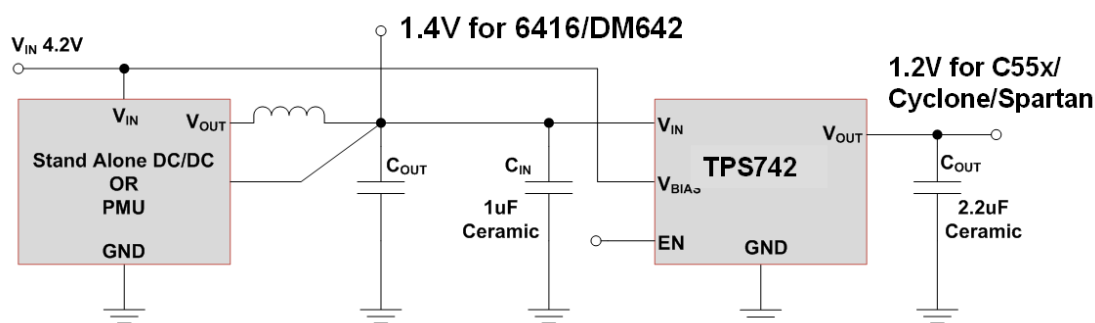 1.4V for 6416/DM642
VIN 4.2V
1.2V for C55x/
Cyclone/Spartan
VIN
VOUT
Stand Alone DC/DC
OR
PMU
GND
COUT
CIN
1uF
Ceramic
VIN
VOUT
TPS742
VBIAS
EN
GND
COUT
2.2uF
Ceramic